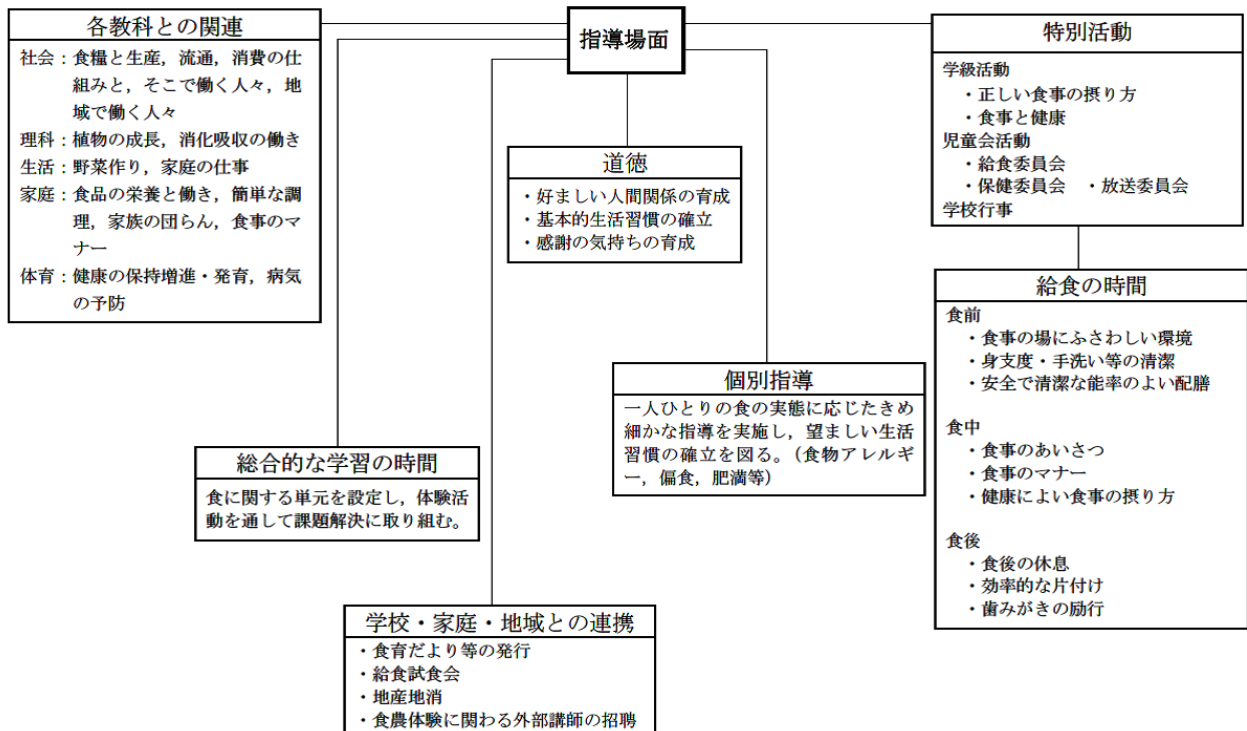 指導場面
各教科との関連
社会：食糧と生産，流通，消費の仕
組みと，そこで働く人々，地
域で働く人々
理科：植物の成長，消化吸収の働き
生活：野菜作り，家庭の仕事
家庭：食品の栄養と働き，簡単な調
理，家族の団らん，食事のマ
ナー
体育：健康の保持増進・発育，病気
の予防
道徳
・好ましい人間関係の育成
・基本的生活習慣の確立
・感謝の気持ちの育成
特別活動
学級活動
・正しい食事の摂り方
・食事と健康
児童会活動
・給食委員会
・保健委員会　・放送委員会
学校行事
給食の時間
食前
・食事の場にふさわしい環境
・身支度・手洗い等の清潔
・安全で清潔な能率のよい配膳
食中
・食事のあいさつ
・食事のマナー
・健康によい食事の摂り方
食後
・食後の休息
・効率的な片付け
・歯みがきの励行
個別指導
一人ひとりの食の実態に応じたきめ
細かな指導を実施し，望ましい生活
習慣の確立を図る。（食物アレルギ
ー，偏食，肥満等）
総合的な学習の時間
食に関する単元を設定し，体験活
動を通して課題解決に取り組む。
学校・家庭・地域との連携
・食育だより等の発行
・給食試食会
・地産地消
・食農体験に関わる外部講師の招聘